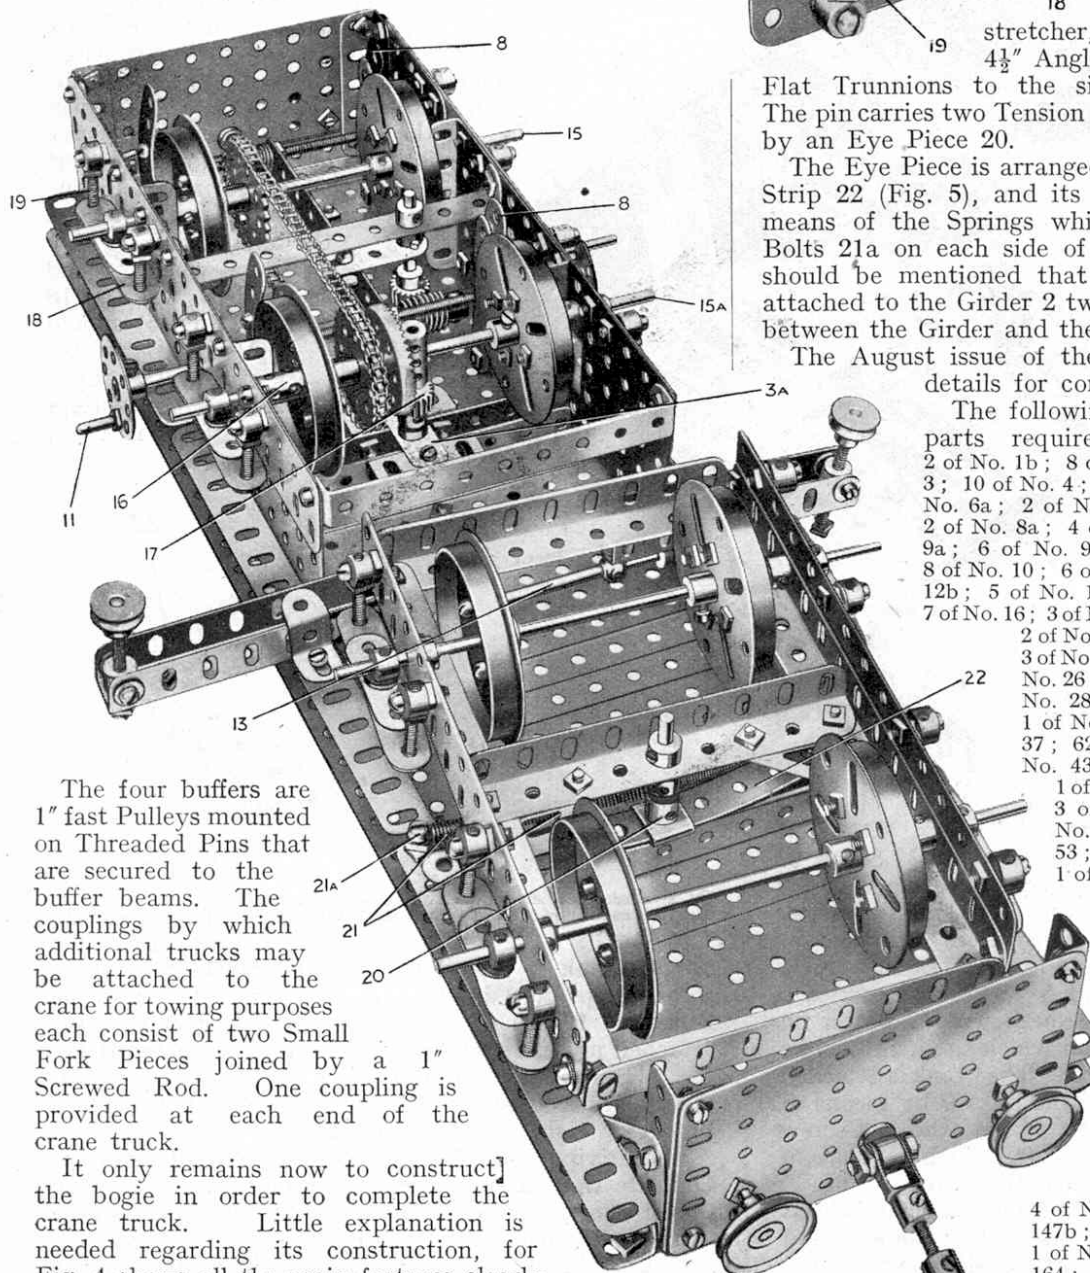 8
15
19
8
18
15A
3A
16
11
17
13
22
21A
21
20
18
19
The four buffers are
1″ fast Pulleys mounted
on Threaded Pins that
are secured to the
buffer beams. The
couplings by which
additional trucks may
be attached to the
crane for towing purposes
each consist of two Small
Fork Pieces joined by a 1″
Screwed Rod. One coupling is
provided at each end of the
crane truck.
It only remains now to construct]
the bogie in order to complete the
crane truck. Little explanation is
needed regarding its construction, for
stretcher,
4½″ Angl
Flat Trunnions to the si
The pin carries two Tension
by an Eye Piece 20.
The Eye Piece is arrange
Strip 22 (Fig. 5), and its
means of the Springs whi
Bolts 21a on each side of
should be mentioned that
attached to the Girder 2 tw
between the Girder and the
The August issue of the
details for con
The followi
parts require
2 of No. 1b ; 8 o
3 ; 10 of No. 4 ;
No. 6a ; 2 of N
2 of No. 8a ; 4
9a ; 6 of No. 9
8 of No. 10 ; 6 o
12b ; 5 of No. 1
7 of No. 16 ; 3 of
2 of No
3 of No
No. 26
No. 28
1 of No
37 ; 62
No. 43
1 of
3 o
No.
53 ;
1 of
4 of N
147b ;
1 of N